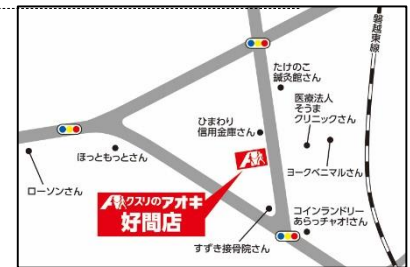 磐越東線
たけのこ
鍼灸館さん
医療法人
そうま
クリニックさん
ひまわり
信用金庫さん
ほっともっとさん
ヨークベニマルさん
ローソンさん
クスリのアオキ
好間店
コインランドリー
あらっチャオ!さん
すずき接骨院さん